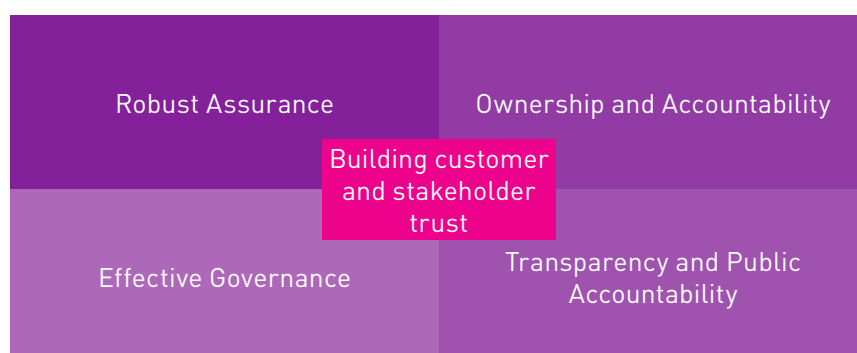 Robust Assurance
Ownership and Accountability
Building customer
and stakeholder
trust
Effective Governance
Transparency and Public
Accountability